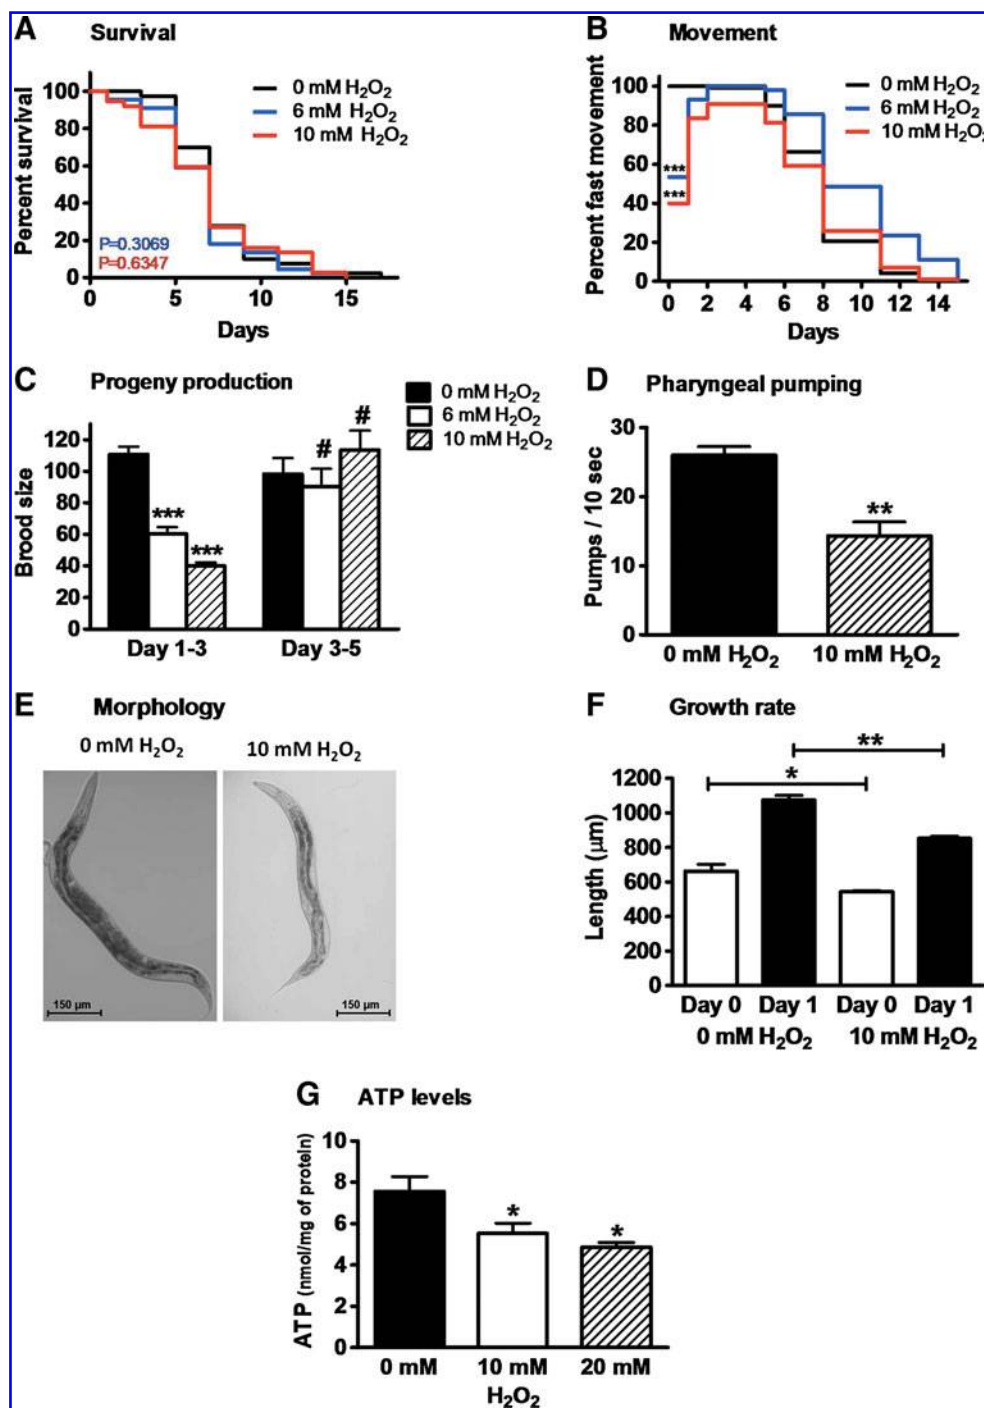 A Survival
Percent survival
100
80
60
40
20
0
0 mM H₂O₂
6 mM H₂O₂
10 mM H₂O₂
P=0.3069
P=0.6347
0 5 10 15
Days
B Movement
Percent fast movement
100
80
60
40
20
0
0 mM H₂O₂
6 mM H₂O₂
10 mM H₂O₂
***
***
0 2 4 6 8 10 12 14
Days
C Progeny production
Brood size
120
100
80
60
40
20
0
0 mM H₂O₂
6 mM H₂O₂
10 mM H₂O₂
***
***
#
#
Day 1-3 Day 3-5
D Pharyngeal pumping
Pumps / 10 sec
30
20
10
0
**
0 mM H₂O₂ 10 mM H₂O₂
E Morphology
0 mM H₂O₂ 10 mM H₂O₂
150 µm 150 µm
F Growth rate
Length (µm)
1200
1000
800
600
400
200
0
**
*
Day 0 Day 1 Day 0 Day 1
0 mM H₂O₂ 10 mM H₂O₂
G ATP levels
ATP (nmol/mg of protein)
10
8
6
4
2
0
*
*
0 mM 10 mM 20 mM
H₂O₂